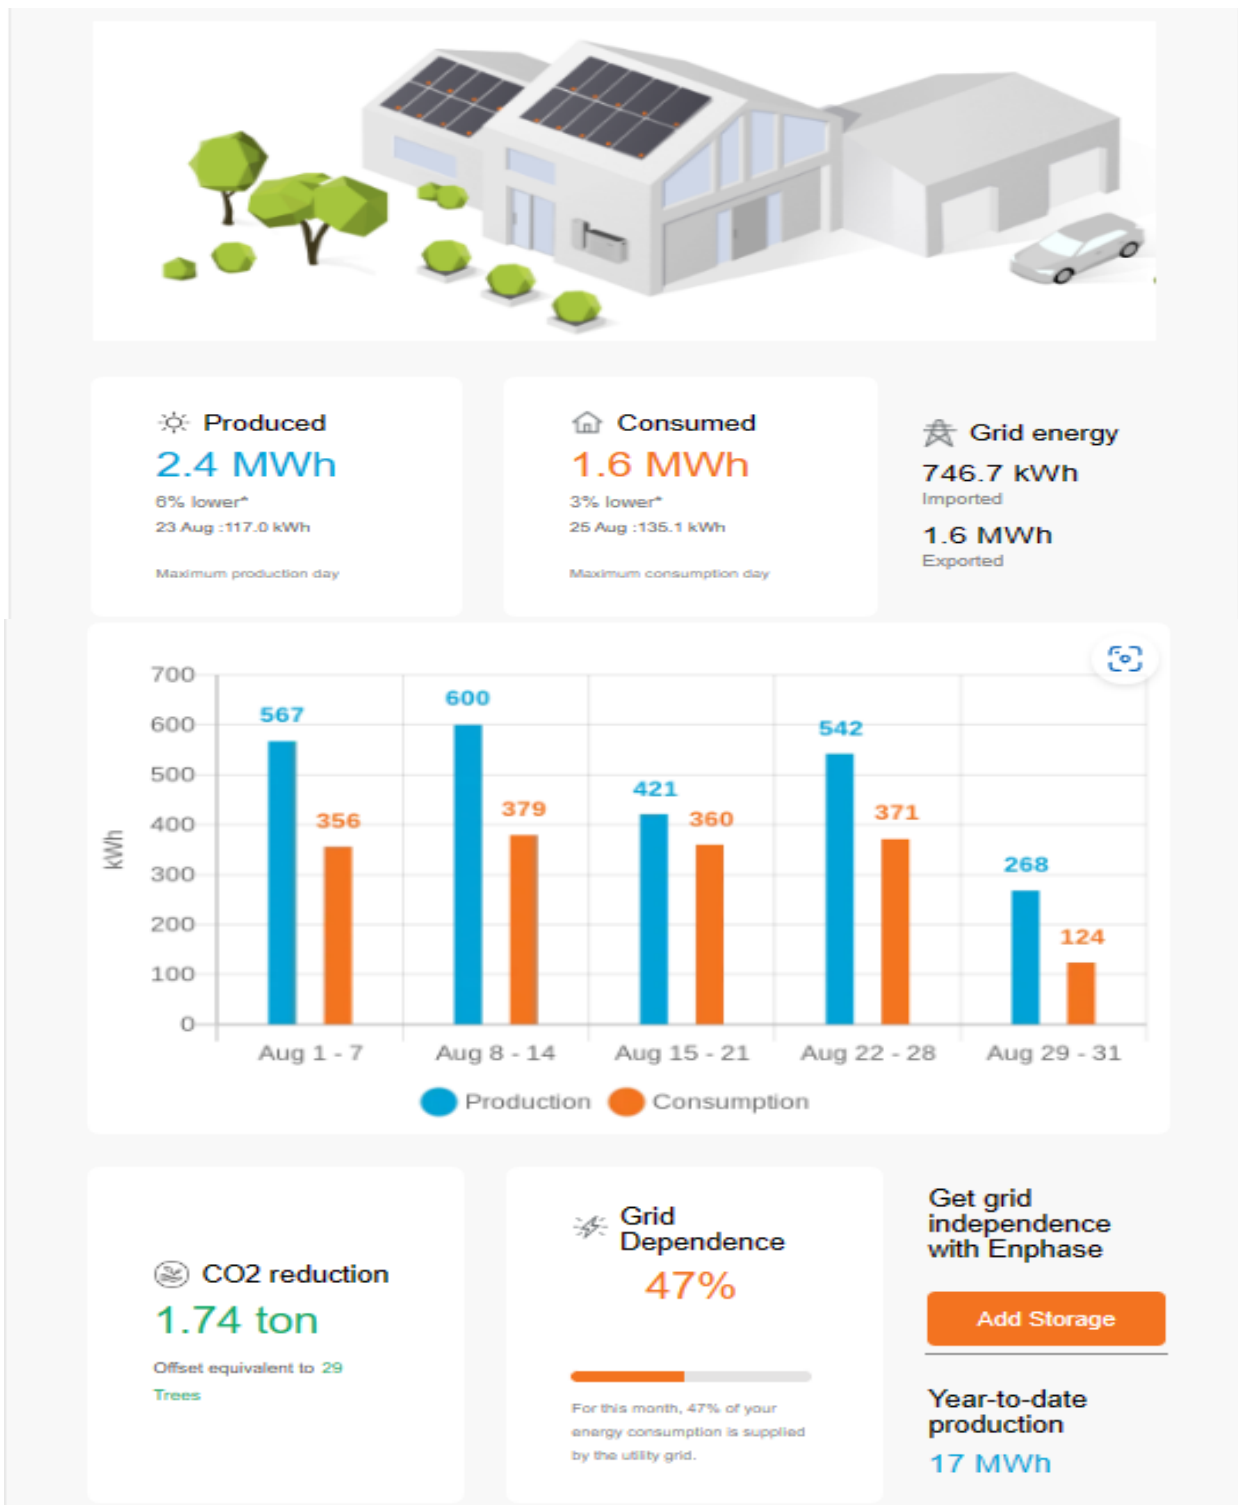 Produced
2.4 MWh
6% lower*
23 Aug :117.0 kWh
Maximum production day
Consumed
1.6 MWh
3% lower*
25 Aug :135.1 kWh
Maximum consumption day
Grid energy
746.7 kWh
Imported
1.6 MWh
Exported
700
600
500
400
300
200
100
0
kWh
567
356
600
379
421
360
542
371
268
124
Aug 1 - 7
Aug 8 - 14
Aug 15 - 21
Aug 22 - 28
Aug 29 - 31
Production
Consumption
CO2 reduction
1.74 ton
Offset equivalent to 29
Trees
Grid
Dependence
47%
For this month, 47% of your
energy consumption is supplied
by the utility grid.
Get grid
independence
with Enphase
Add Storage
Year-to-date
production
17 MWh